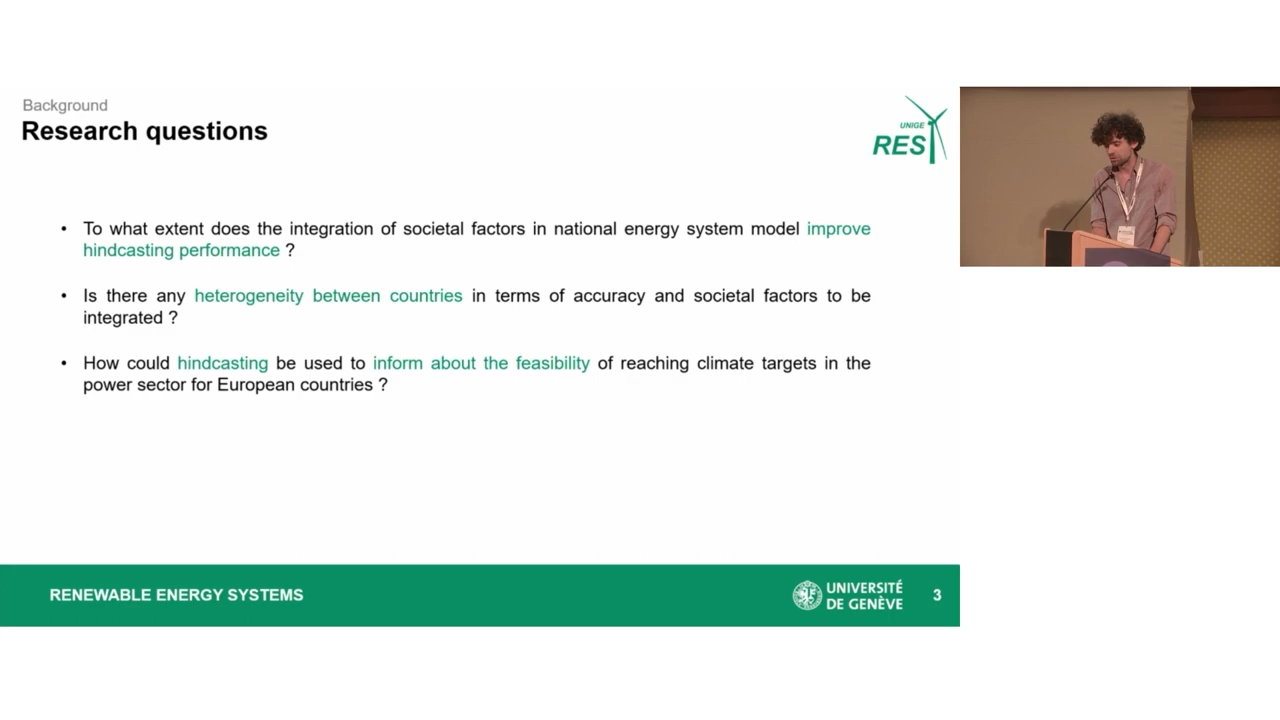 Background
Research questions
UNIGE
RES
• To what extent does the integration of societal factors in national energy system model improve
hindcasting performance ?
• Is there any heterogeneity between countries in terms of accuracy and societal factors to be
integrated ?
• How could hindcasting be used to inform about the feasibility of reaching climate targets in the
power sector for European countries ?
RENEWABLE ENERGY SYSTEMS
UNIVERSITÉ
DE GENÈVE
3